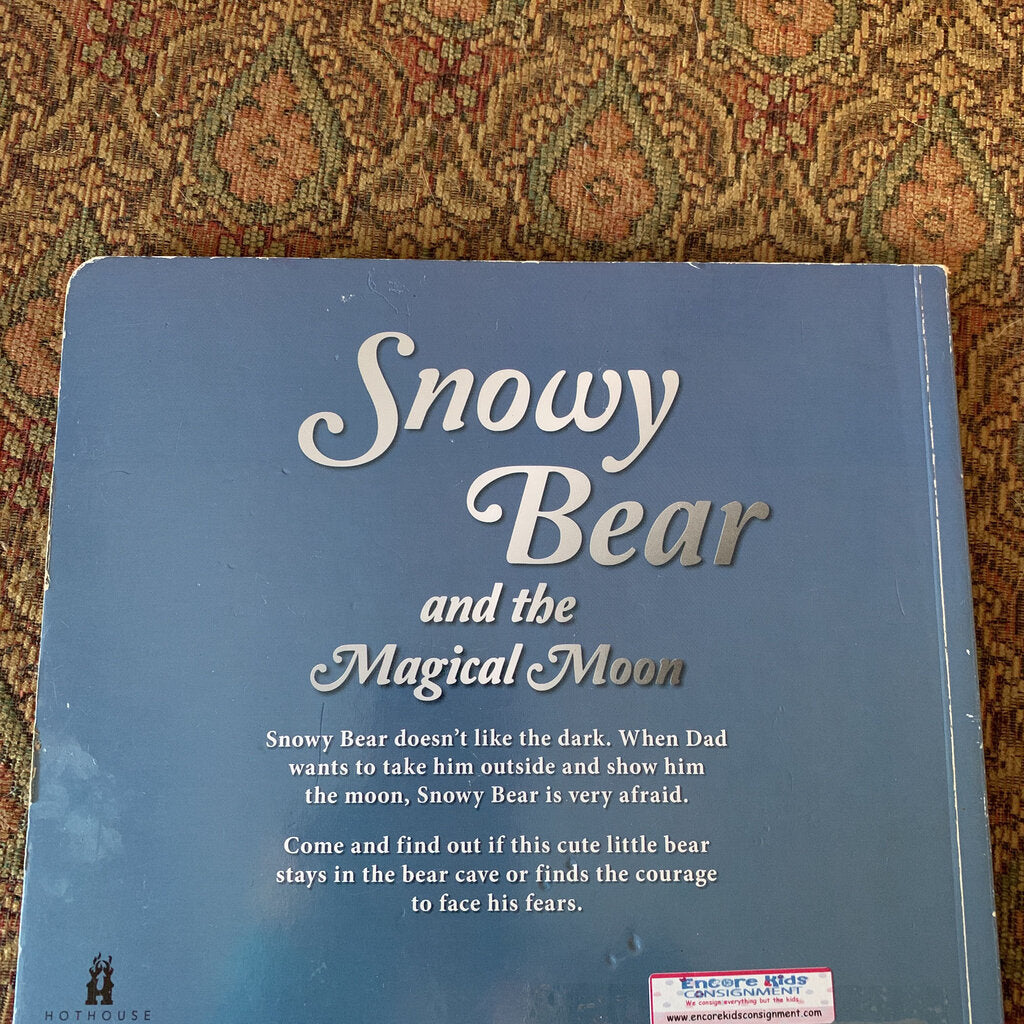 Snowy
Bear
and the
Magical Moon
Snowy Bear doesn't like the dark. When Dad
wants to take him outside and show him
the moon, Snowy Bear is very afraid.
Come and find out if this cute little bear
stays in the bear cave or finds the courage
to face his fears.
HOTHOUSE
Encore Kids
CONSIGNMENT
We consign everything but the kids
www.encorekidsconsignment.com